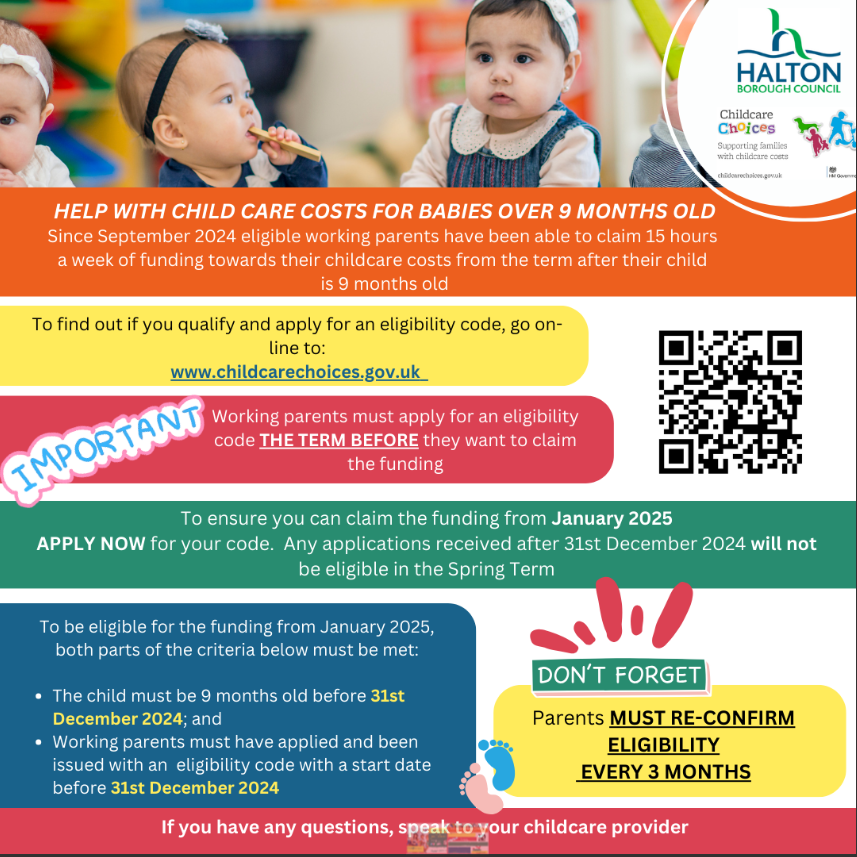 HALTON
BOROUGH COUNCIL
Childcare
Choices
Supporting families
with childcare costs
childcarechoices.gov.uk
HM Governm
HELP WITH CHILD CARE COSTS FOR BABIES OVER 9 MONTHS OLD
Since September 2024 eligible working parents have been able to claim 15 hours
a week of funding towards their childcare costs from the term after their child
is 9 months old
To find out if you qualify and apply for an eligibility code, go on-
line to:
www.childcarechoices.gov.uk
IMPORTANT
Working parents must apply for an eligibility
code THE TERM BEFORE they want to claim
the funding
To ensure you can claim the funding from January 2025
APPLY NOW for your code. Any applications received after 31st December 2024 will not
be eligible in the Spring Term
To be eligible for the funding from January 2025,
both parts of the criteria below must be met:
• The child must be 9 months old before 31st
December 2024; and
• Working parents must have applied and been
issued with an eligibility code with a start date
before 31st December 2024
DON'T FORGET
Parents MUST RE-CONFIRM
ELIGIBILITY
EVERY 3 MONTHS
If you have any questions, speak to your childcare provider